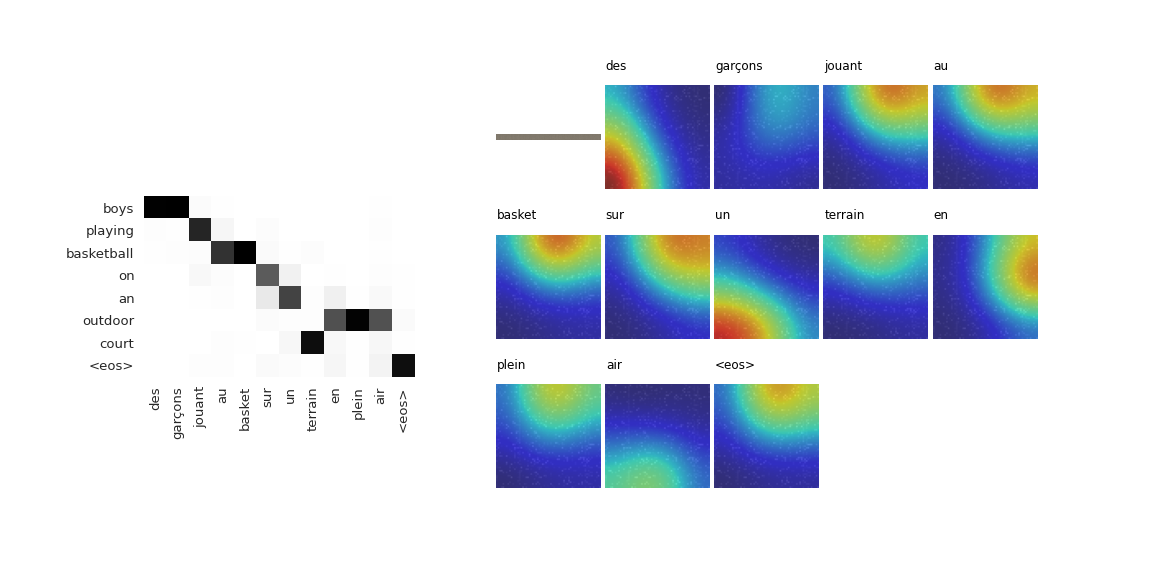 des garçons jouant au
basket sur un terrain en
plein air <eos>
boys
playing
basketball
on
an
outdoor
court
<eos>
des garçons jouant au basket sur un terrain en plein air <eos>